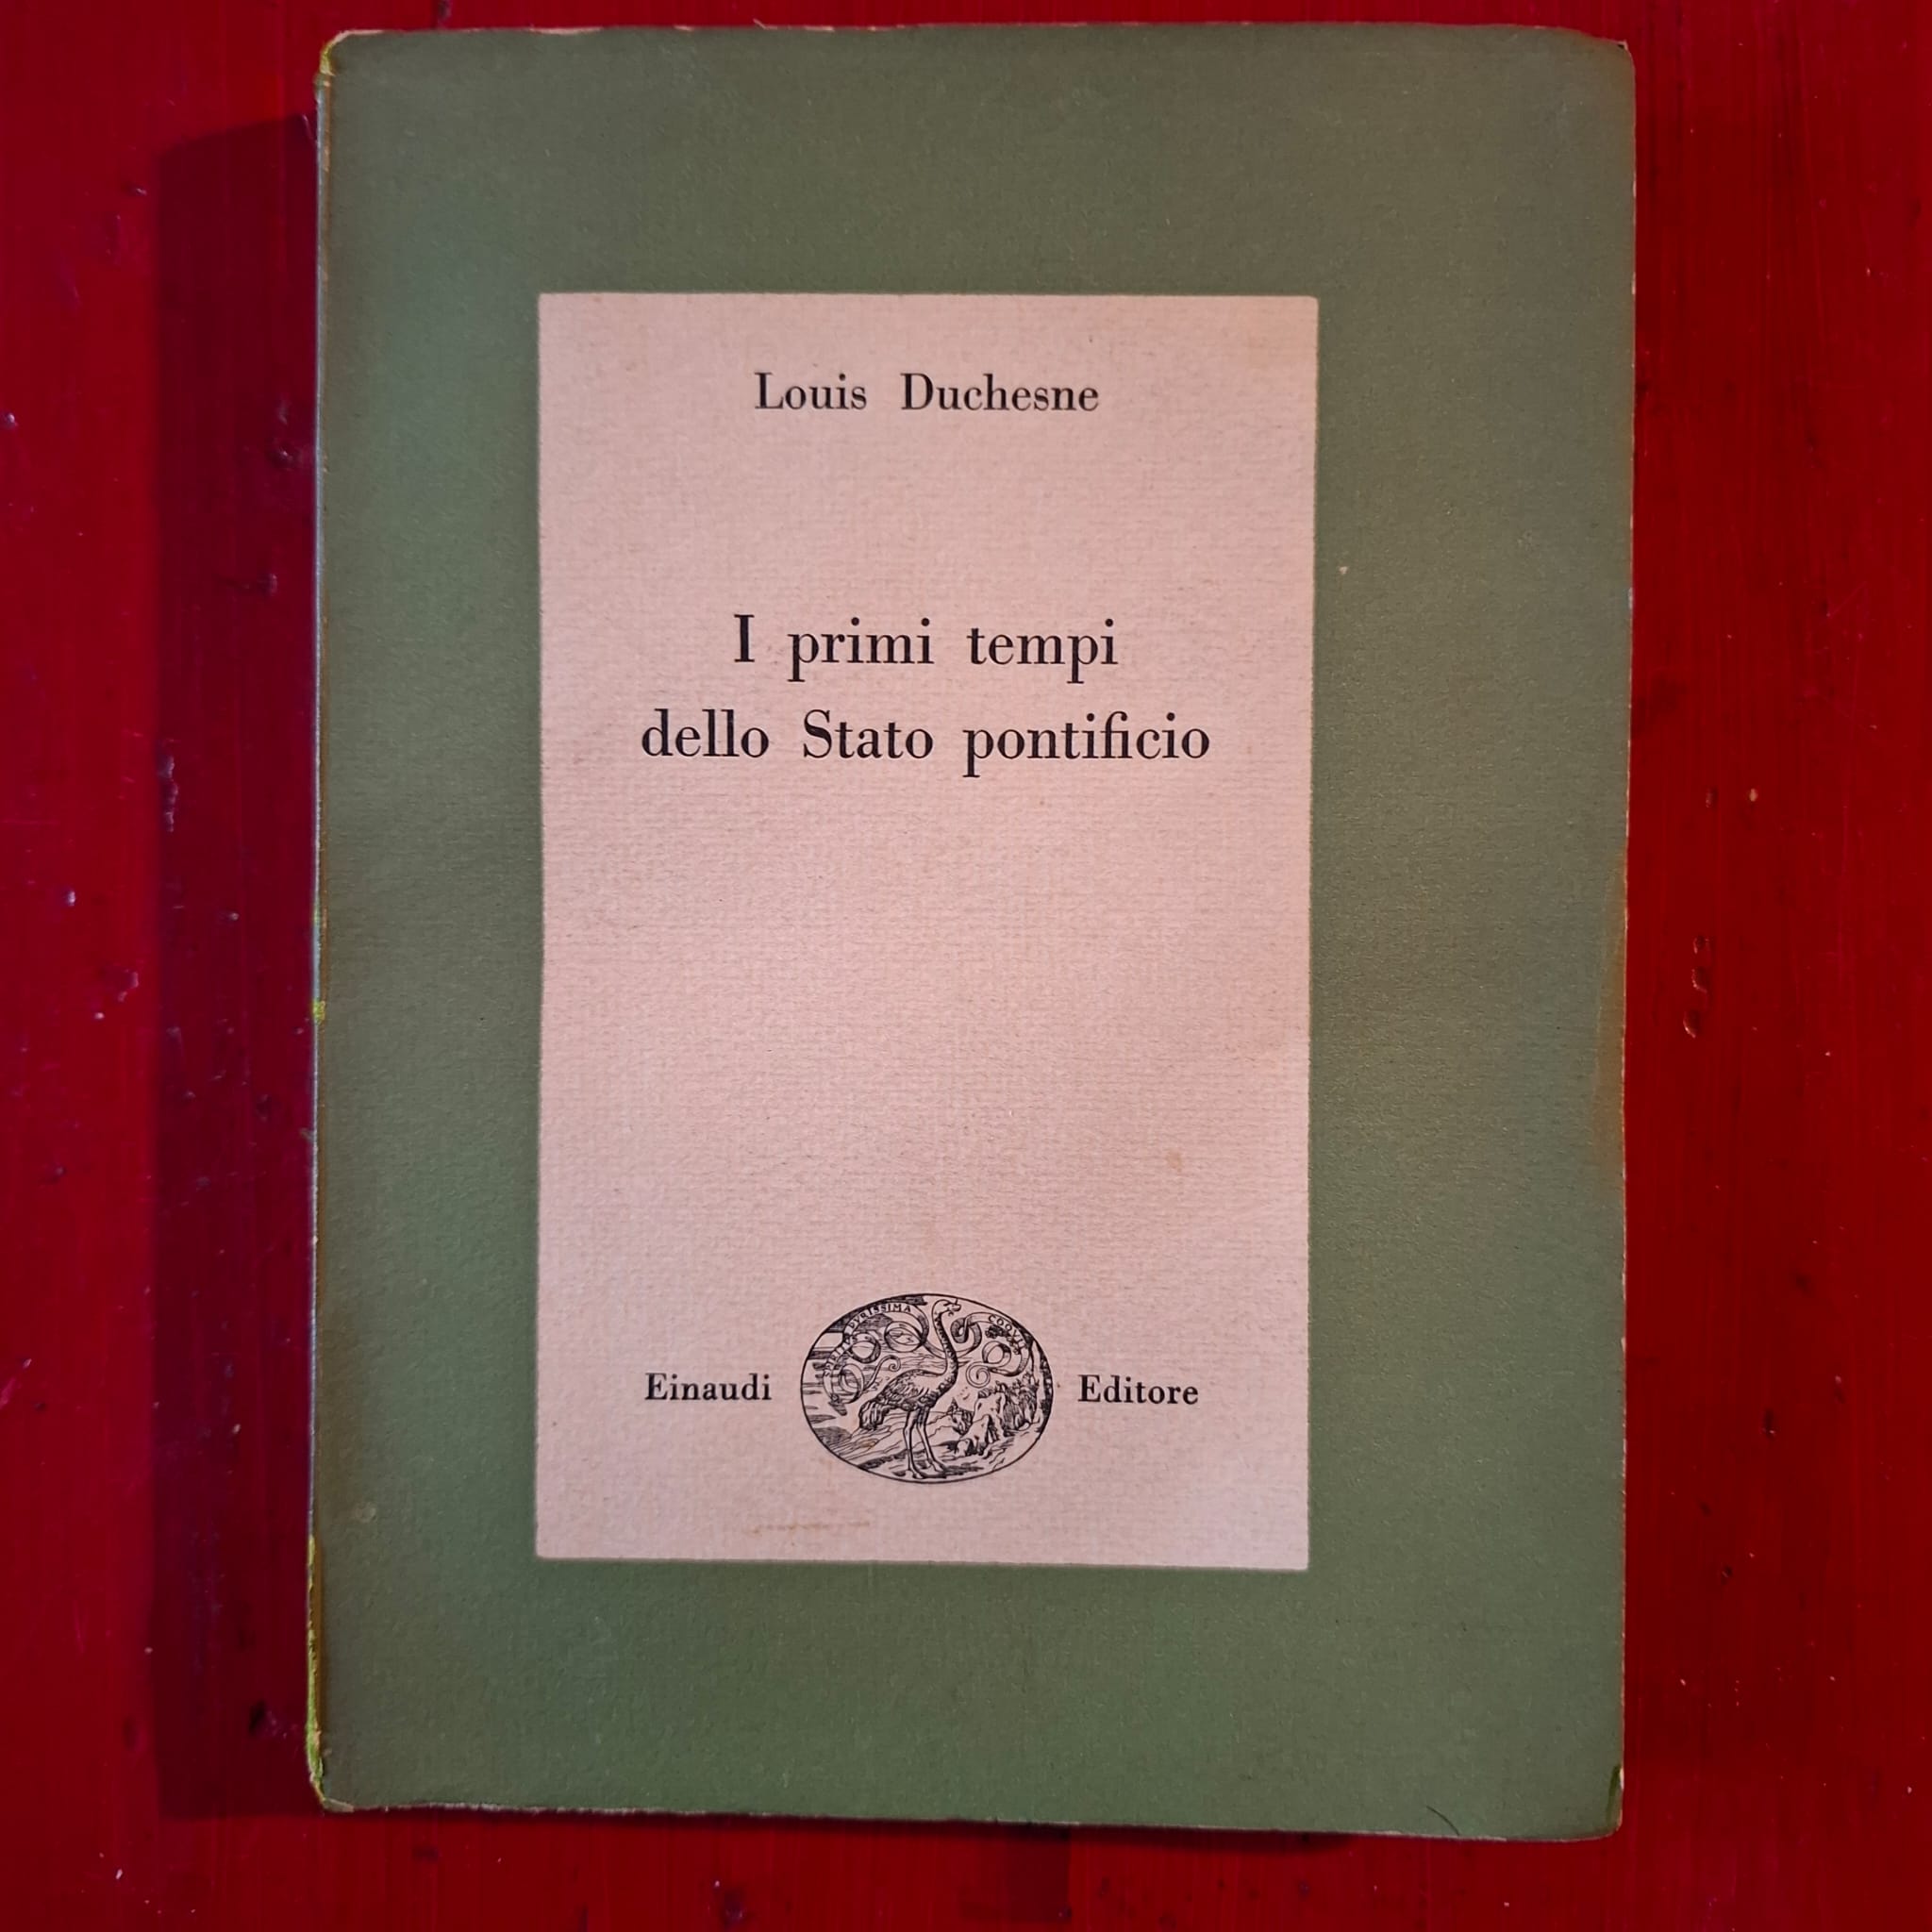 Louis Duchesne
I primi tempi
dello Stato pontificio
Einaudi Editore